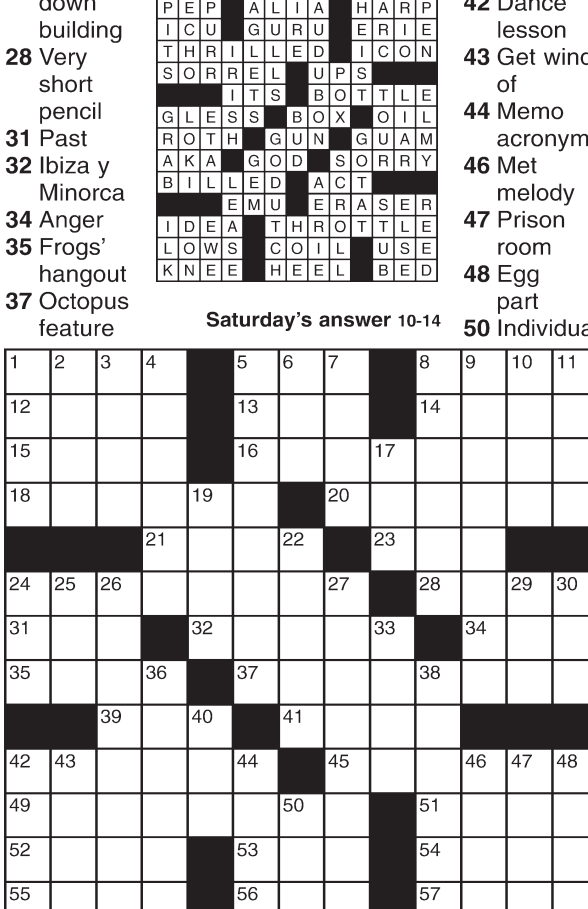 down
building
28 Very
short
pencil
31 Past
32 Ibiza y
Minorca
34 Anger
35 Frogs'
hangout
37 Octopus
feature
P E P A L I A H A R P
I C U G U R U E R I E
T H R I L L E D I C O N
S O R R E L U P S
I T S B O T T L E
G L E S S B O X O I L
R O T H G U N G U A M
A K A G O D S O R R Y
B I L L E D A C T
E M U E R A S E R
I D E A T H R O T T L E
L O W S C O I L U S E
K N E E H E E L B E D
Saturday's answer 10-14
42 Dance
lesson
43 Get wind
of
44 Memo
acronym
46 Met
melody
47 Prison
room
48 Egg
part
50 Individua
1 2 3 4 5 6 7 8 9 10 11
12 13 14
15 16 17
18 19 20
21 22 23
24 25 26 27 28 29 30
31 32 33 34
35 36 37 38
39 40 41
42 43 44 45 46 47 48
49 50 51
52 53 54
55 56 57